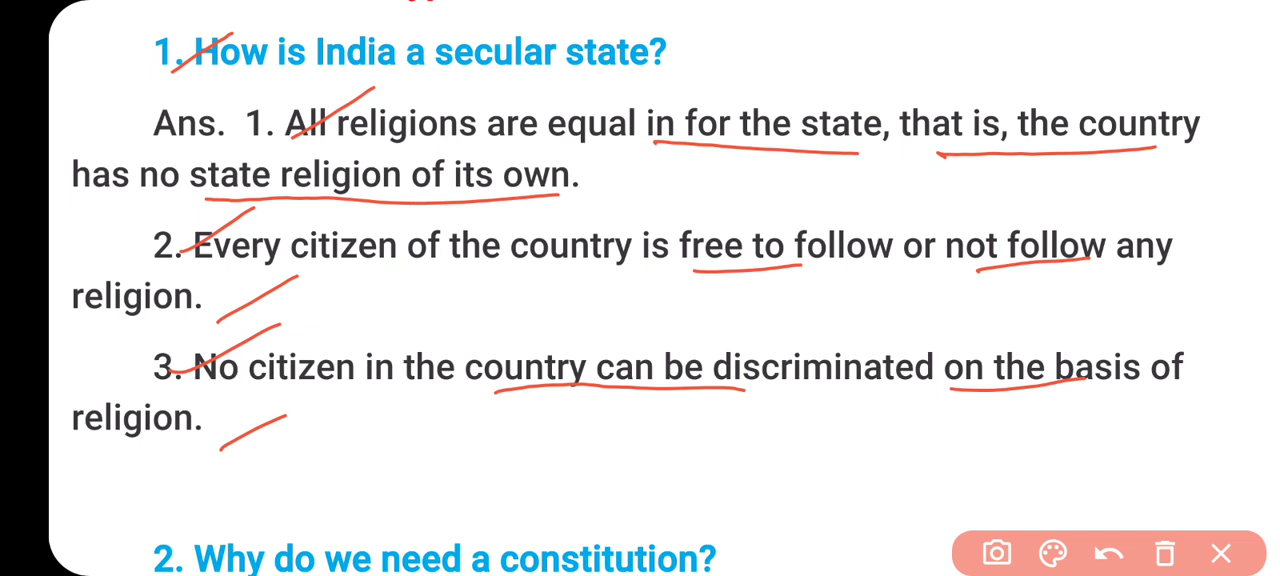 1. How is India a secular state?
Ans. 1. All religions are equal in for the state, that is, the country
has no state religion of its own.
2. Every citizen of the country is free to follow or not follow any
religion.
3. No citizen in the country can be discriminated on the basis of
religion.
2. Why do we need a constitution?